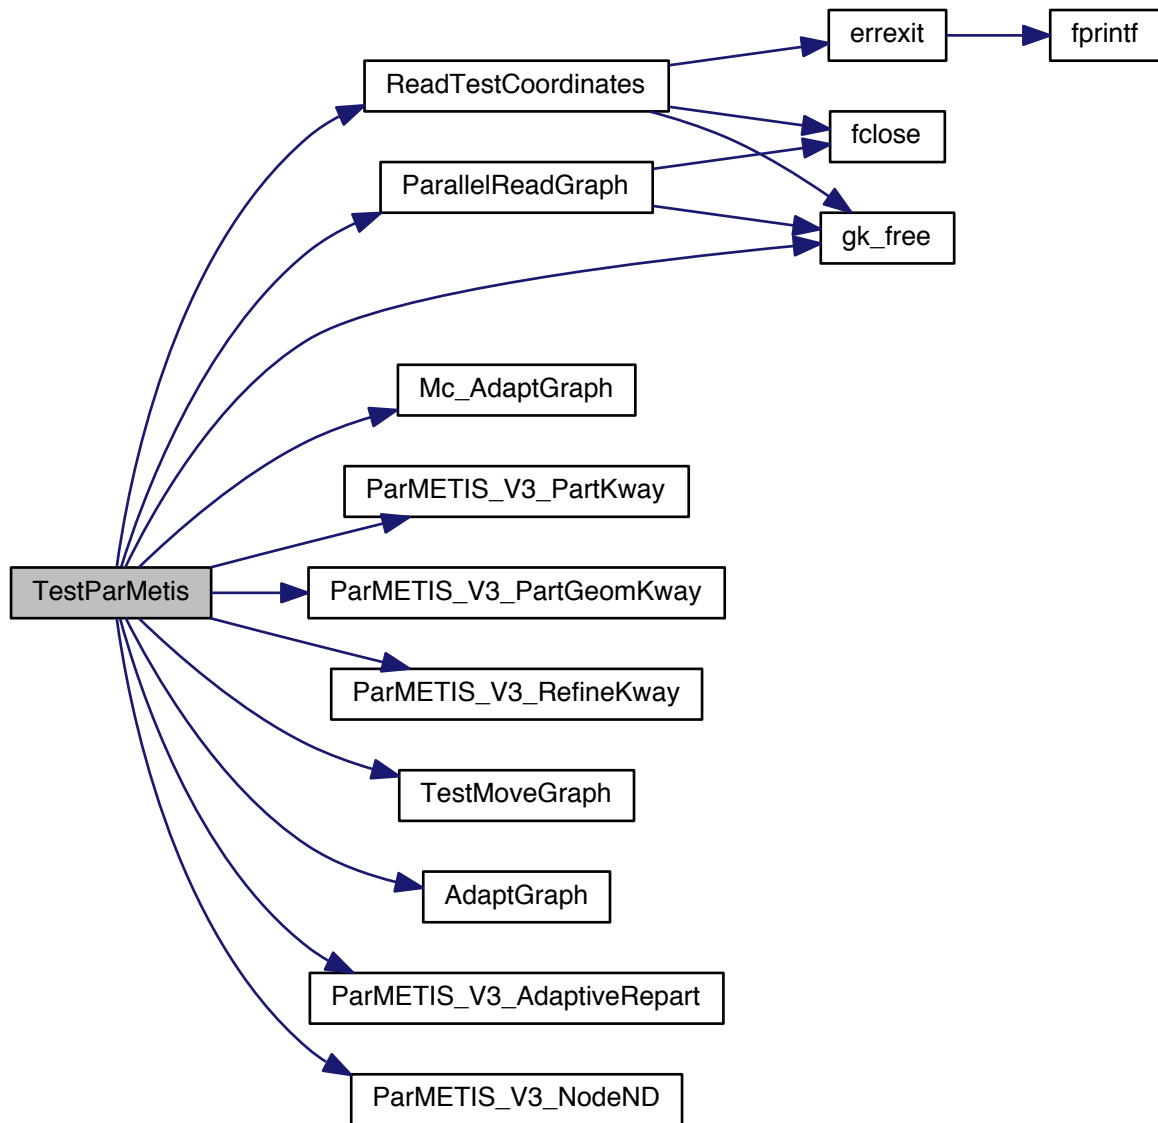 errexit
fprintf
ReadTestCoordinates
fclose
ParallelReadGraph
gk_free
Mc_AdaptGraph
ParMETIS_V3_PartKway
TestParMetis
ParMETIS_V3_PartGeomKway
ParMETIS_V3_RefineKway
TestMoveGraph
AdaptGraph
ParMETIS_V3_AdaptiveRepart
ParMETIS_V3_NodeND